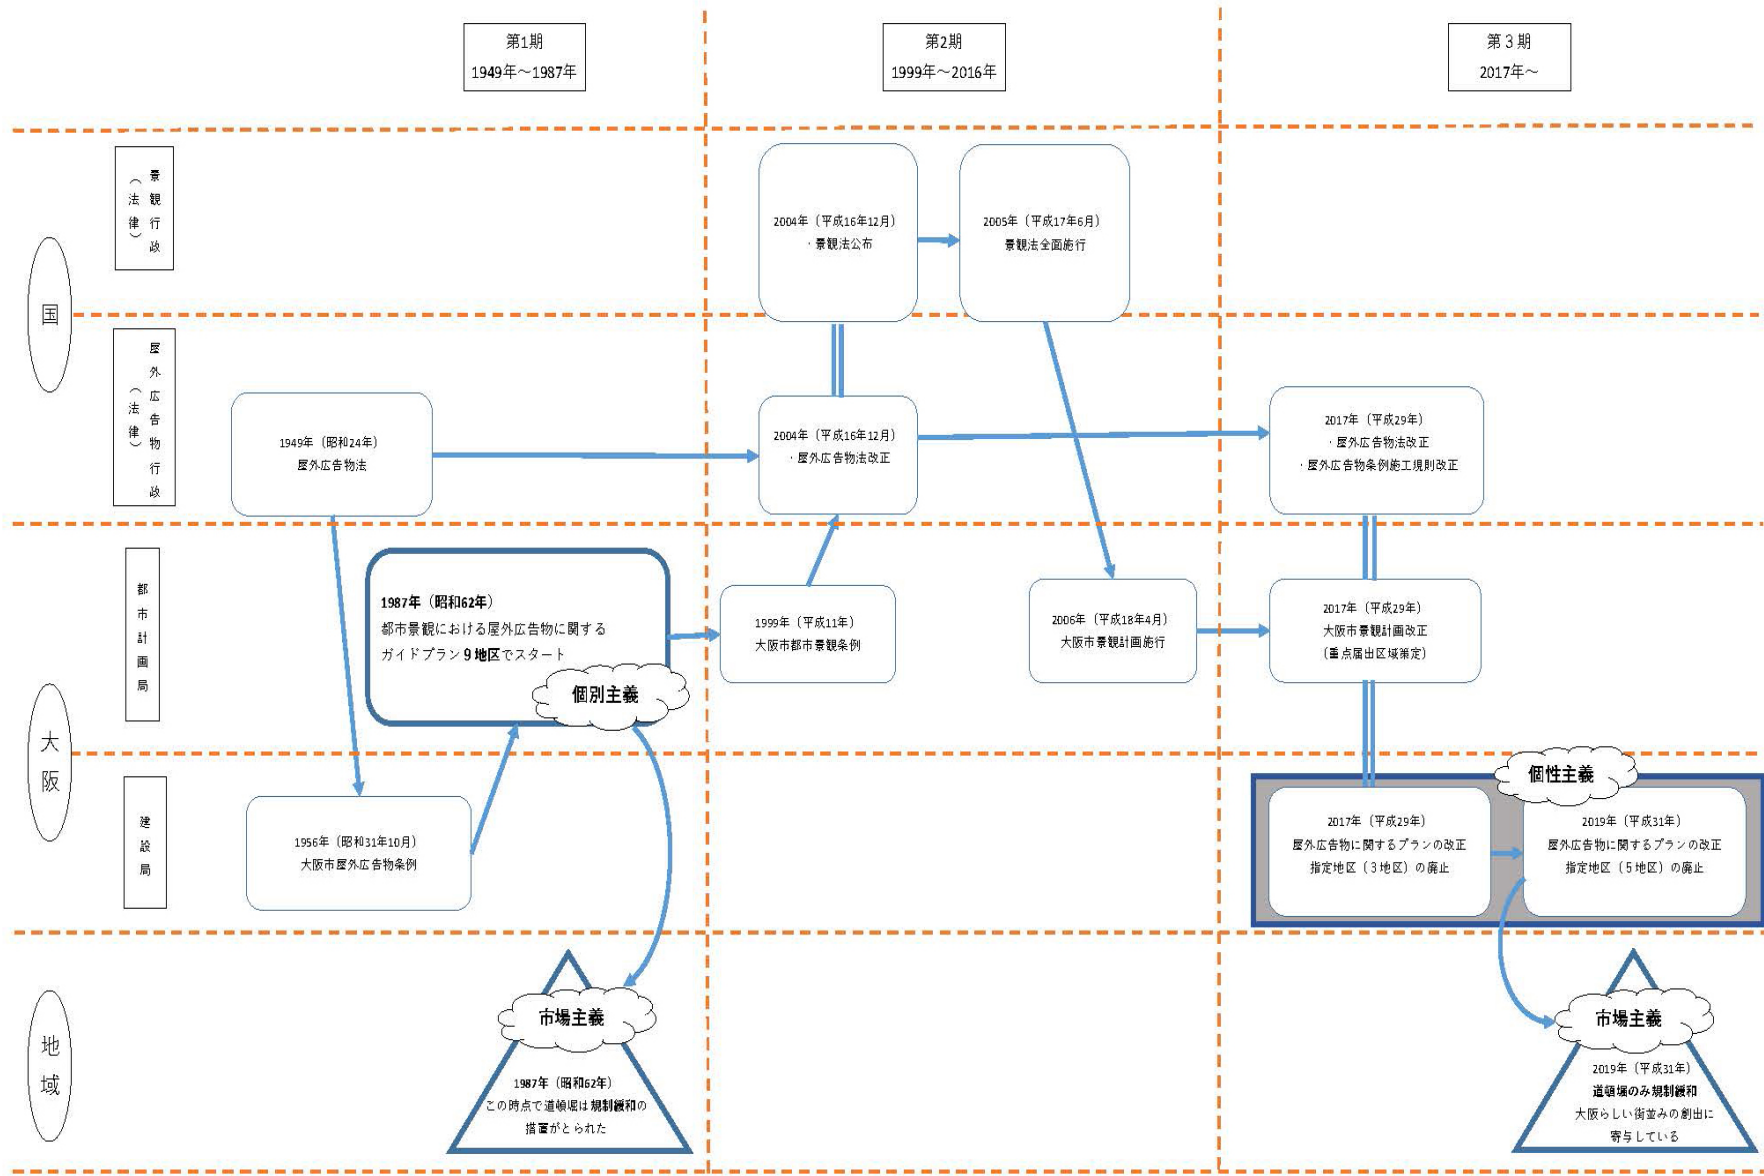 第1期
1949年～1987年
第2期
1999年～2016年
第３期
2017年～
国
景観行政
（法律）
2004年（平成16年12月）
・景観法公布
2005年（平成17年6月）
景観法全面施行
屋外広告物行政
（法律）
1949年（昭和24年）
屋外広告物法
2004年（平成16年12月）
・屋外広告物法改正
2017年（平成29年）
・屋外広告物法改正
・屋外広告物条例施工規則改正
大阪
都市計画局
1987年（昭和62年）
都市景観における屋外広告物に関する
ガイドプラン９地区でスタート
個別主義
1999年（平成11年）
大阪市都市景観条例
2006年（平成18年4月）
大阪市景観計画施行
2017年（平成29年）
大阪市景観計画改正
（重点届出区域策定）
建設局
1956年（昭和31年10月）
大阪市屋外広告物条例
個性主義
2017年（平成29年）
屋外広告物に関するプランの改正
指定地区（３地区）の廃止
2019年（平成31年）
屋外広告物に関するプランの改正
指定地区（５地区）の廃止
地域
市場主義
1987年（昭和62年）
この時点で道頓堀は規制緩和の
措置がとられた
市場主義
2019年（平成31年）
道頓堀のみ規制緩和
大阪らしい街並みの創出に
寄与している